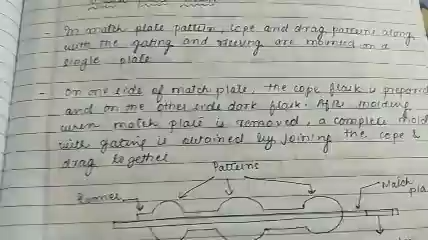 - In match plate pattern, cope and drag patterns along
with the gating and risering are mounted on a
single plate
- On one side of match plate, the cope flask is prepared
and on the other side dark flask. After molding
when match plate is removed, a complete mold
with gating is obtained by joining the cope &
drag together
Patterns
Runner
Match
pla